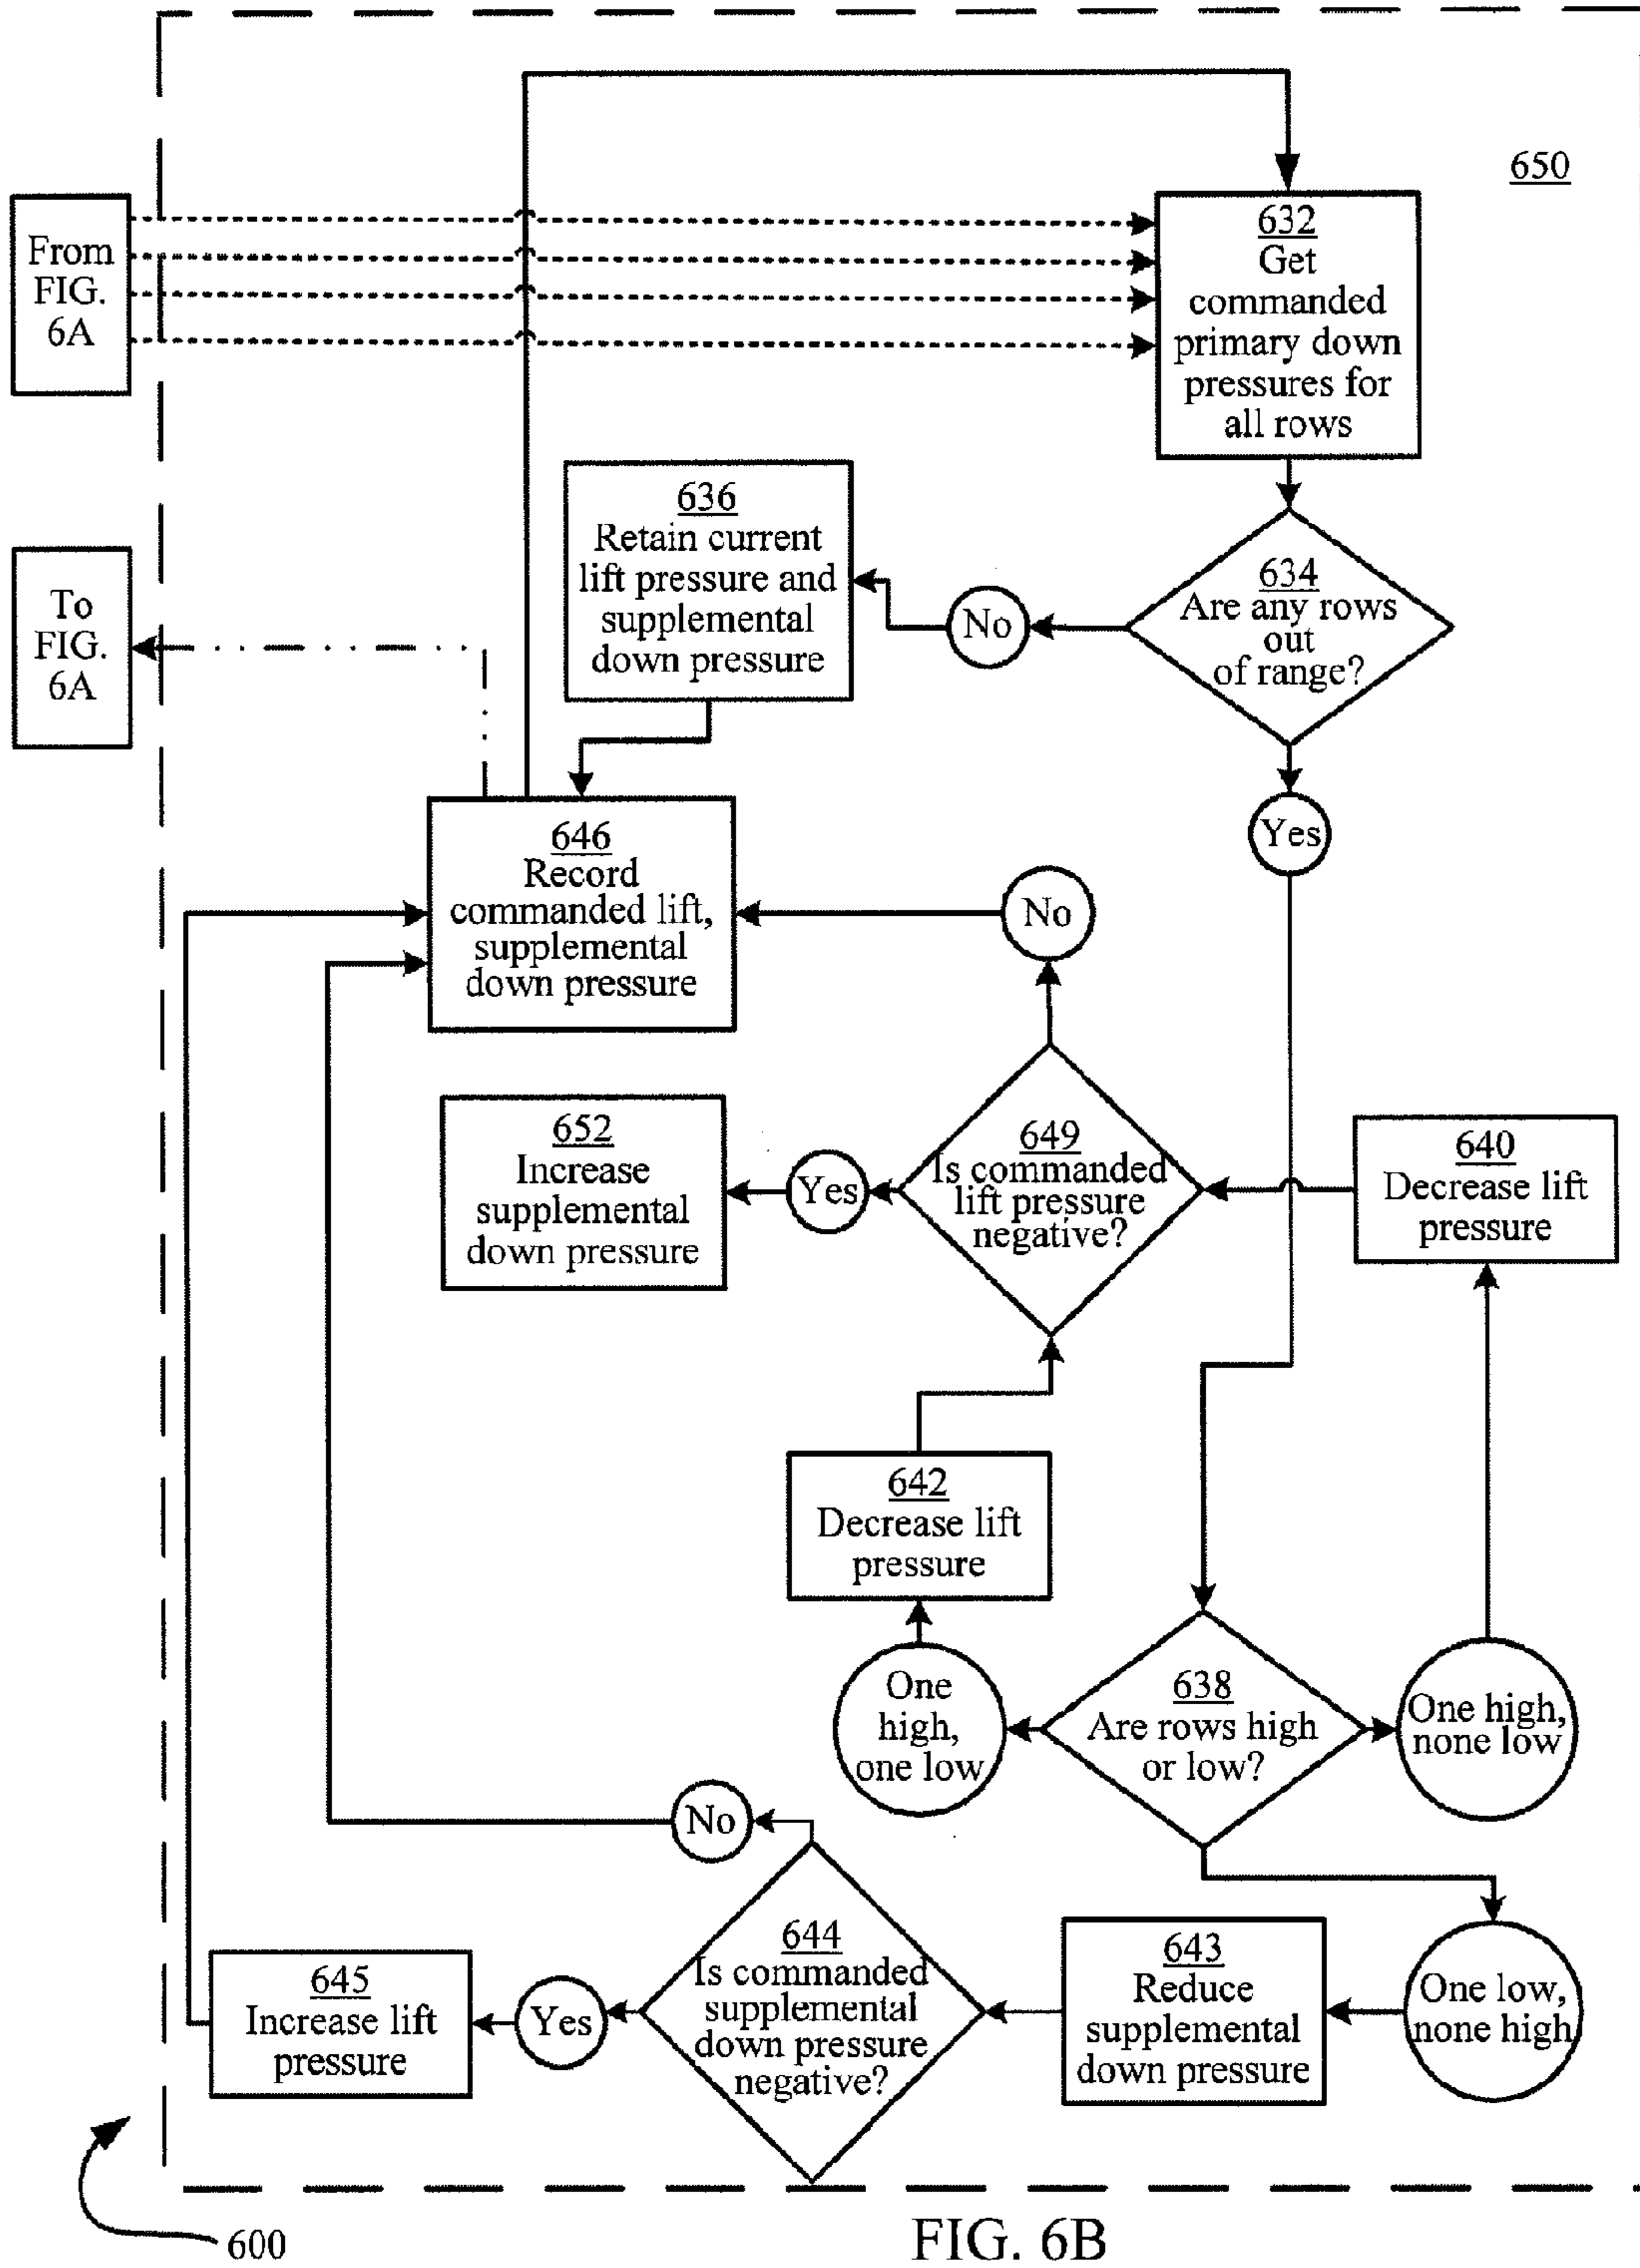 650
From
FIG.
6A
632
Get
commanded
primary down
pressures for
all rows
636
Retain current
lift pressure and
supplemental
down pressure
No
634
Are any rows
out
of range?
To
FIG.
6A
Yes
646
Record
commanded lift,
supplemental
down pressure
No
652
Increase
supplemental
down pressure
Yes
649
Is commanded
lift pressure
negative?
640
Decrease lift
pressure
642
Decrease lift
pressure
One
high,
one low
638
Are rows high
or low?
One high,
none low
No
645
Increase lift
pressure
Yes
644
Is commanded
supplemental
down pressure
negative?
643
Reduce
supplemental
down pressure
One low,
none high
600
FIG. 6B